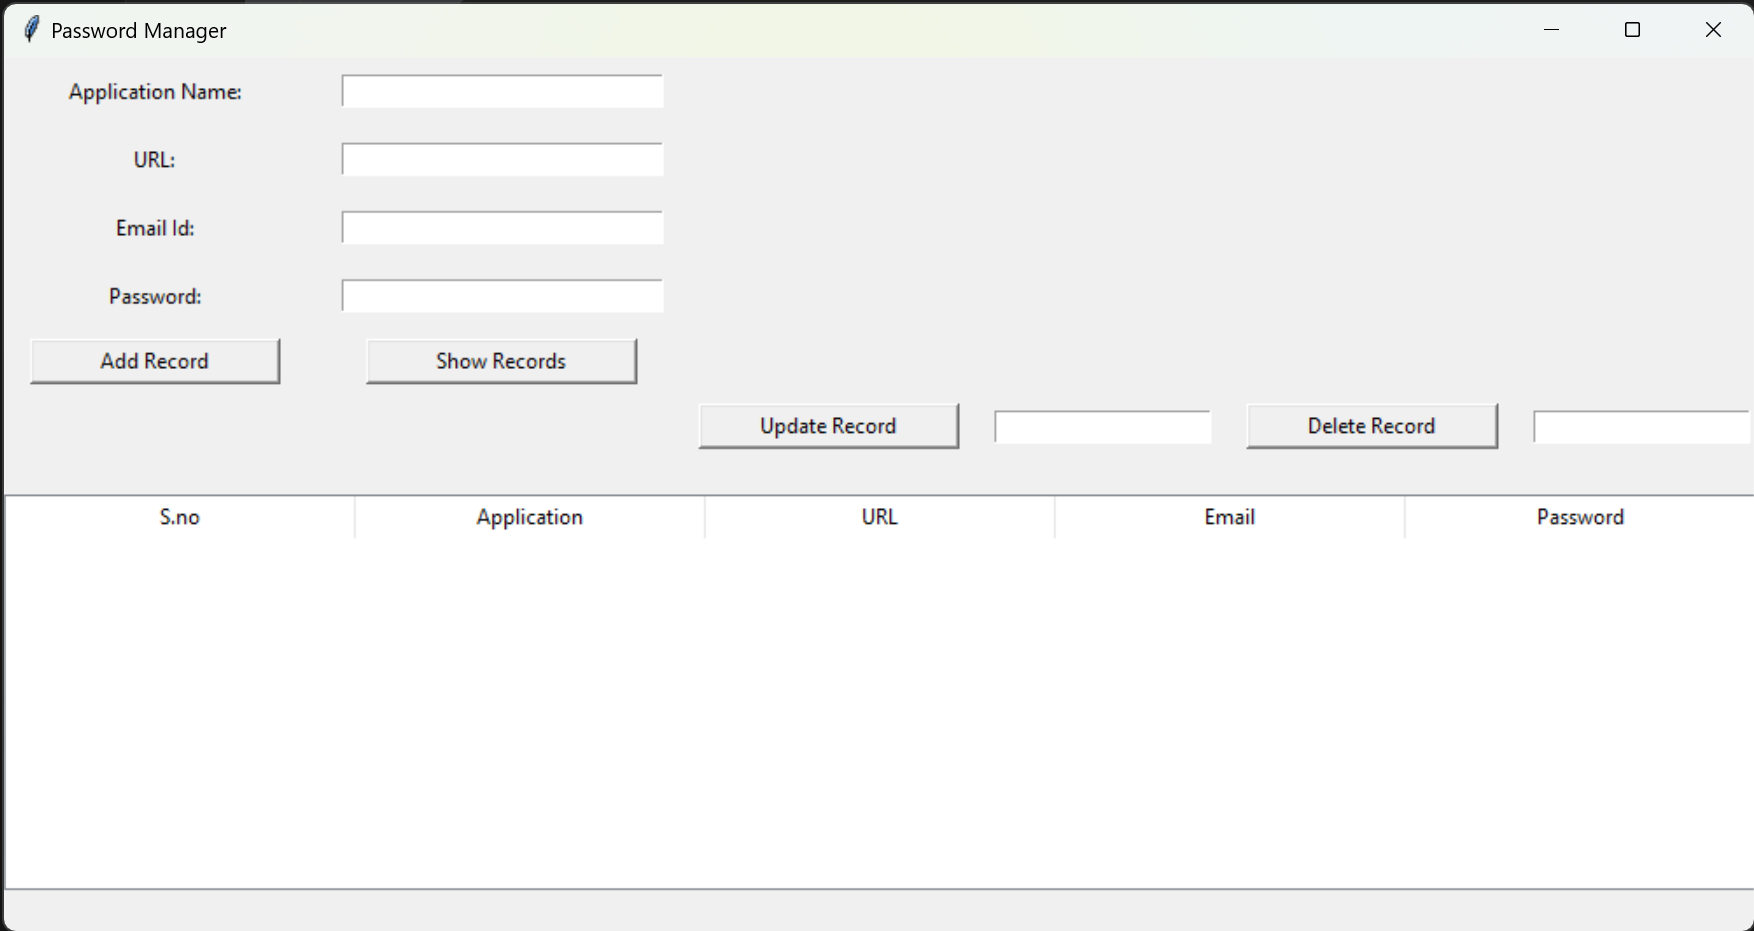 Password Manager
Application Name:
URL:
Email Id:
Password:
Add Record Show Records
Update Record Delete Record
S.no Application URL Email Password